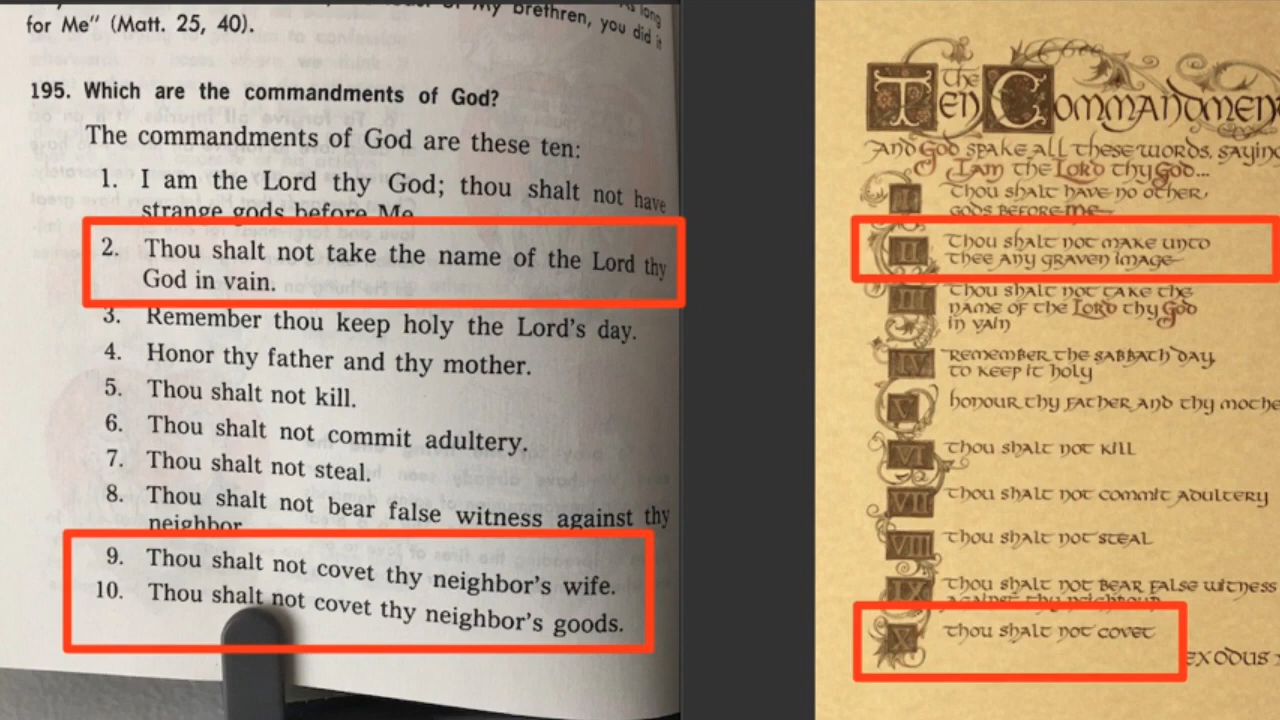 My brethren, you did it
for Me" (Matt. 25, 40).
195. Which are the commandments of God?
The commandments of God are these ten:
1. I am the Lord thy God; thou shalt not have
strange gods before Me
2. Thou shalt not take the name of the Lord thy
God in vain.
3. Remember thou keep holy the Lord's day.
4. Honor thy father and thy mother.
5. Thou shalt not kill.
6. Thou shalt not commit adultery.
7. Thou shalt not steal.
8. Thou shalt not bear false witness against thy
neighbor
9. Thou shalt not covet thy neighbor's wife.
10. Thou shalt not covet thy neighbor's goods.
The
Ten Commandmen
And God spake all these words, saying
I am the Lord thy God...
I Thou shalt have no other
gods before me
II Thou shalt not make unto
thee any graven image
III Thou shalt not take the
name of the Lord thy God
in vain
IV Remember the sabbath day
to keep it holy
V honour thy father and thy mothe
VI Thou shalt not kill
VII Thou shalt not commit adultery
VIII Thou shalt not steal
IX Thou shalt not bear false witness
against thy neighbour
X Thou shalt not covet
Exodus